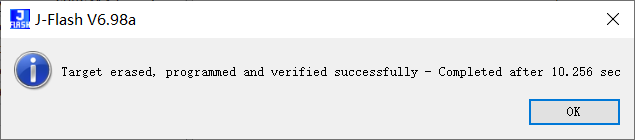 J-Flash V6.98a
Target erased, programmed and verified successfully - Completed after 10.256 sec
OK